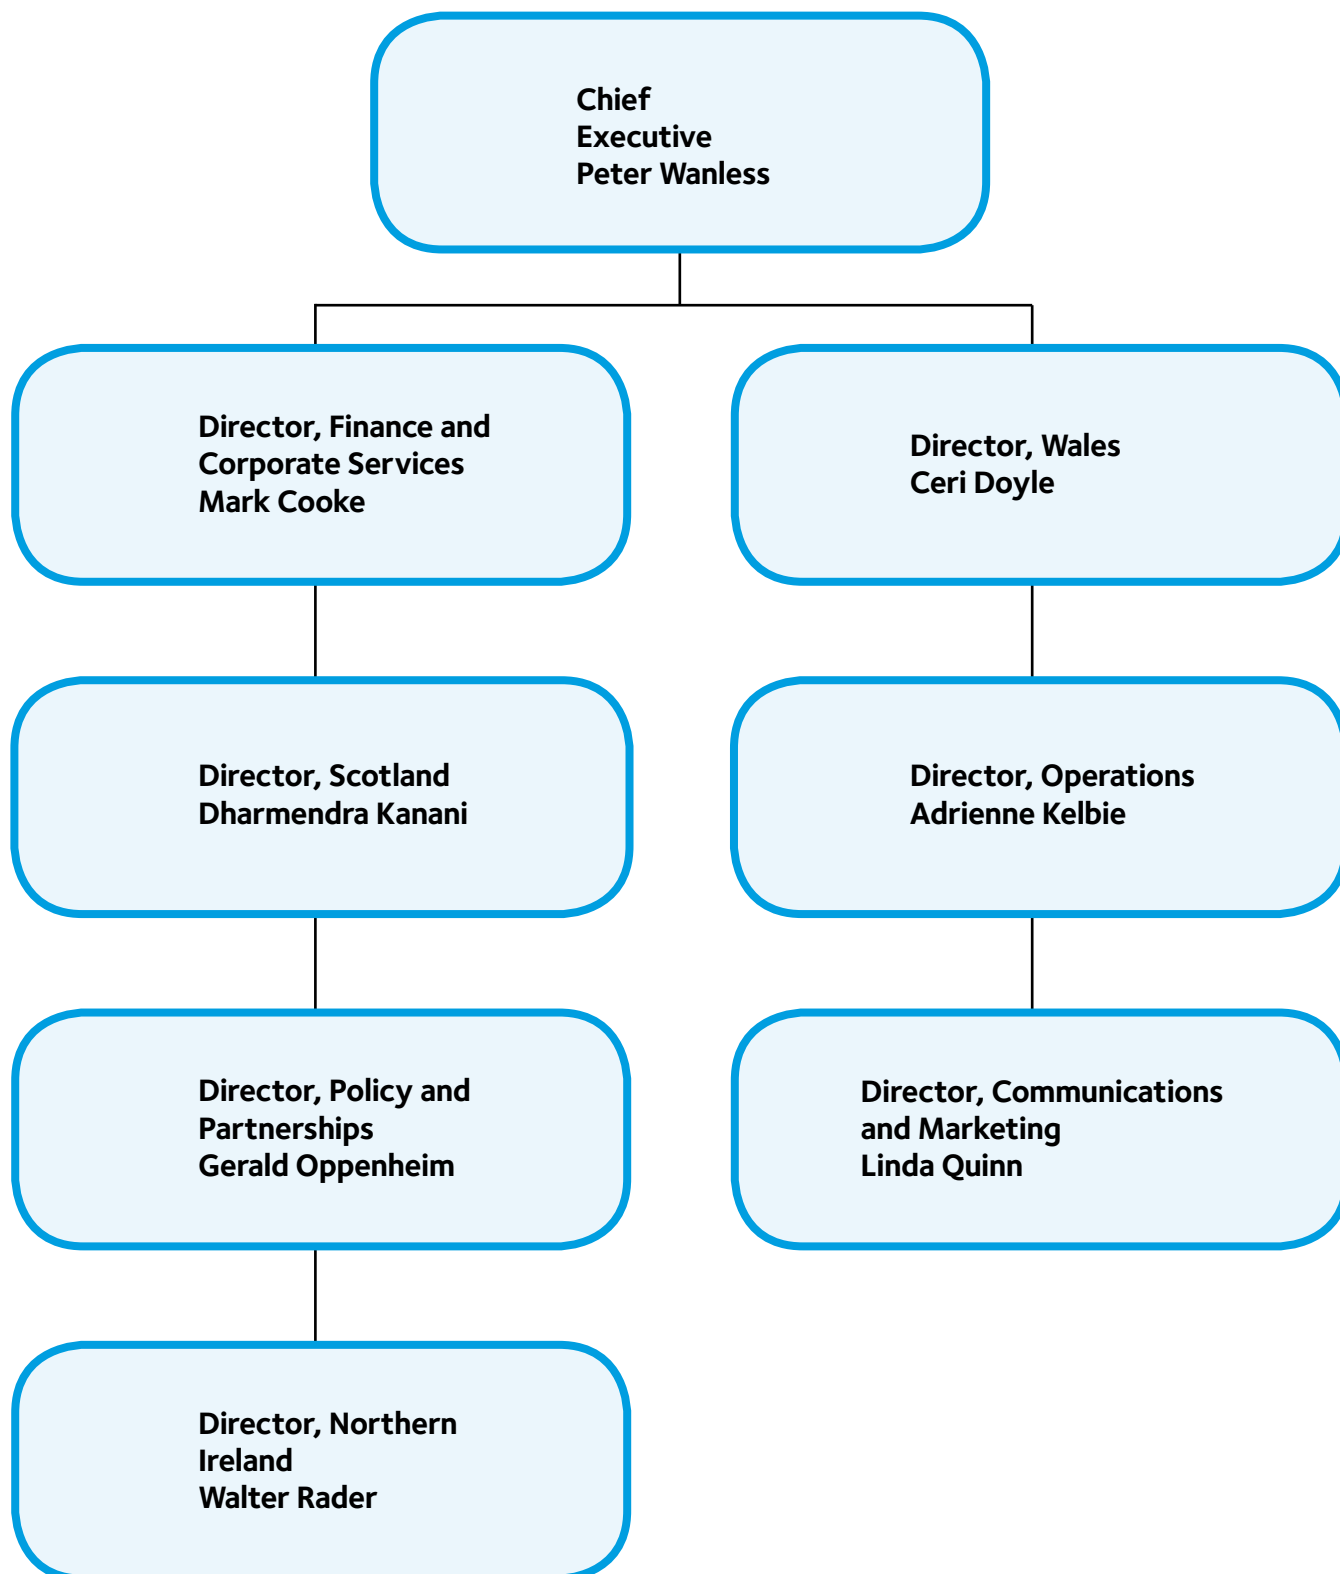 Chief
Executive
Peter Wanless
Director, Finance and
Corporate Services
Mark Cooke
Director, Wales
Ceri Doyle
Director, Scotland
Dharmendra Kanani
Director, Operations
Adrienne Kelbie
Director, Policy and
Partnerships
Gerald Oppenheim
Director, Communications
and Marketing
Linda Quinn
Director, Northern
Ireland
Walter Rader